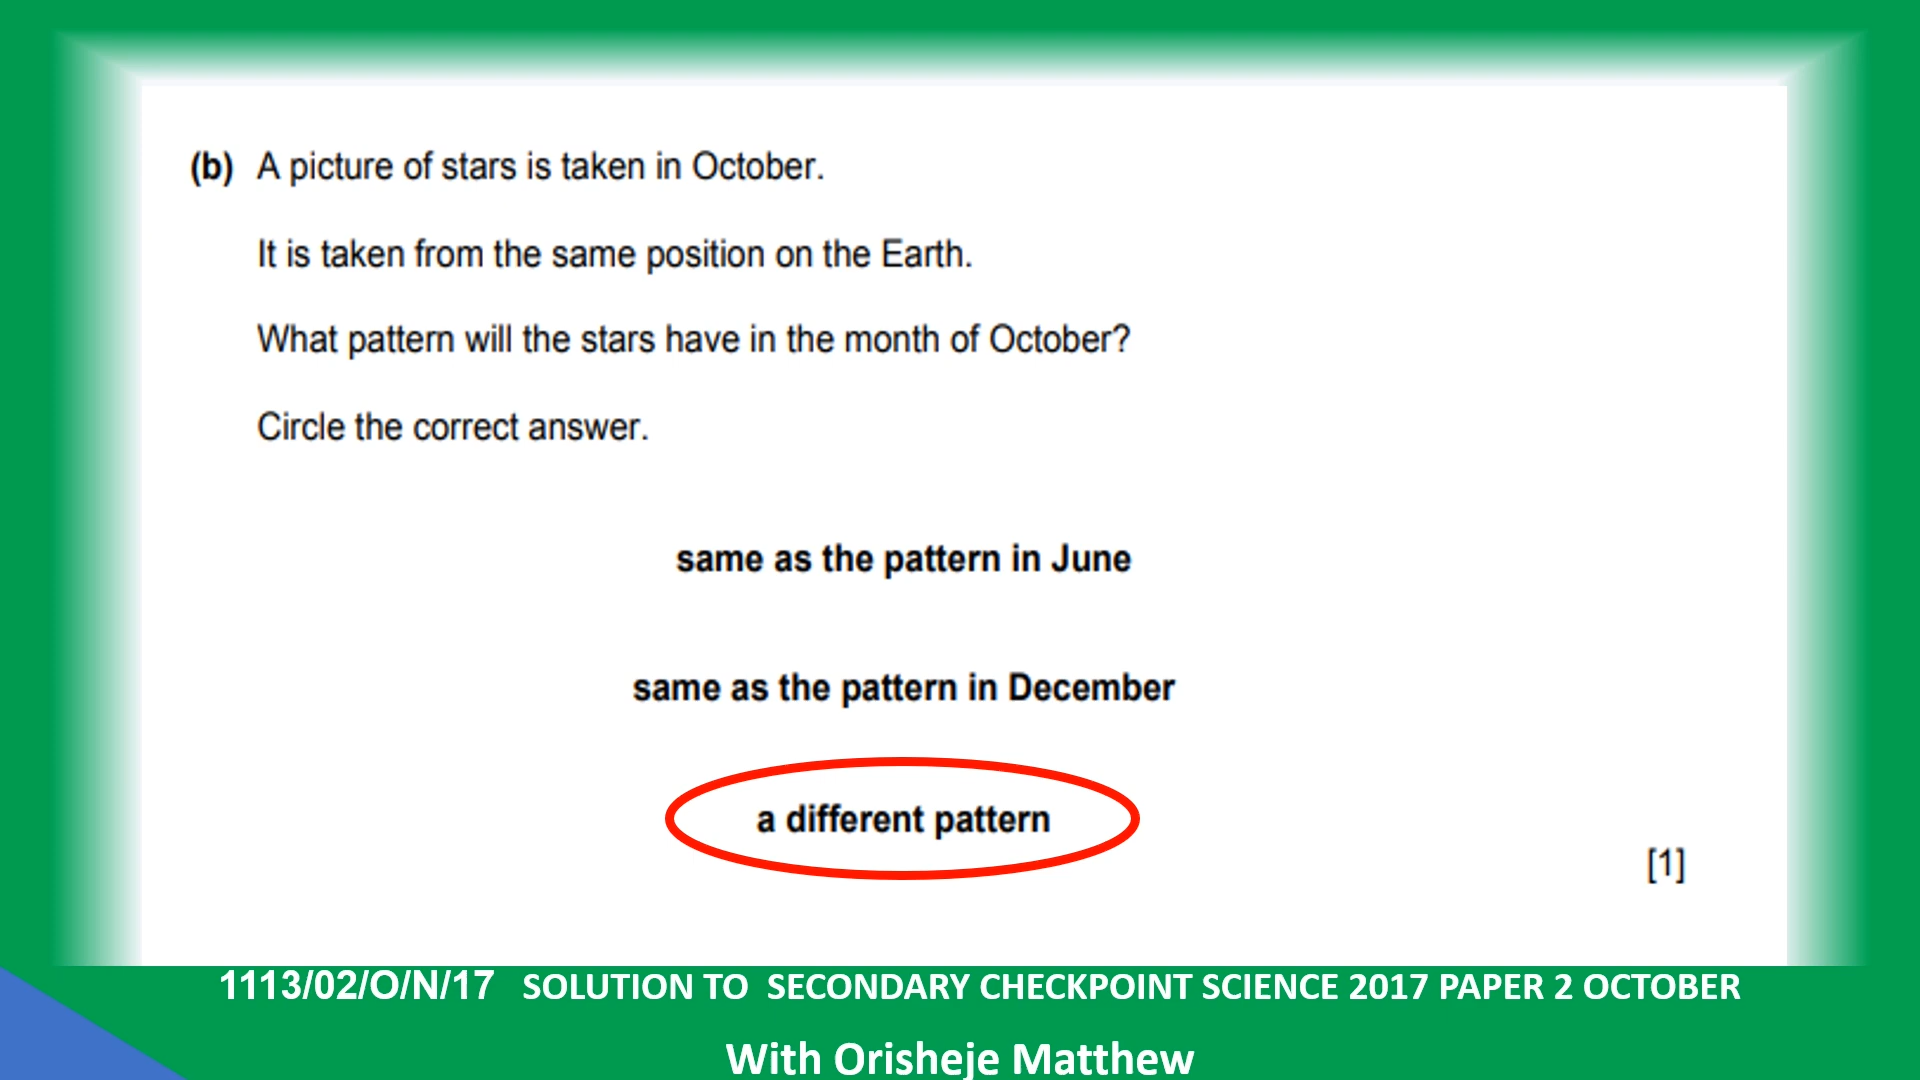 (b) A picture of stars is taken in October.
It is taken from the same position on the Earth.
What pattern will the stars have in the month of October?
Circle the correct answer.
same as the pattern in June
same as the pattern in December
a different pattern
[1]
1113/02/O/N/17 SOLUTION TO SECONDARY CHECKPOINT SCIENCE 2017 PAPER 2 OCTOBER
With Orisheje Matthew